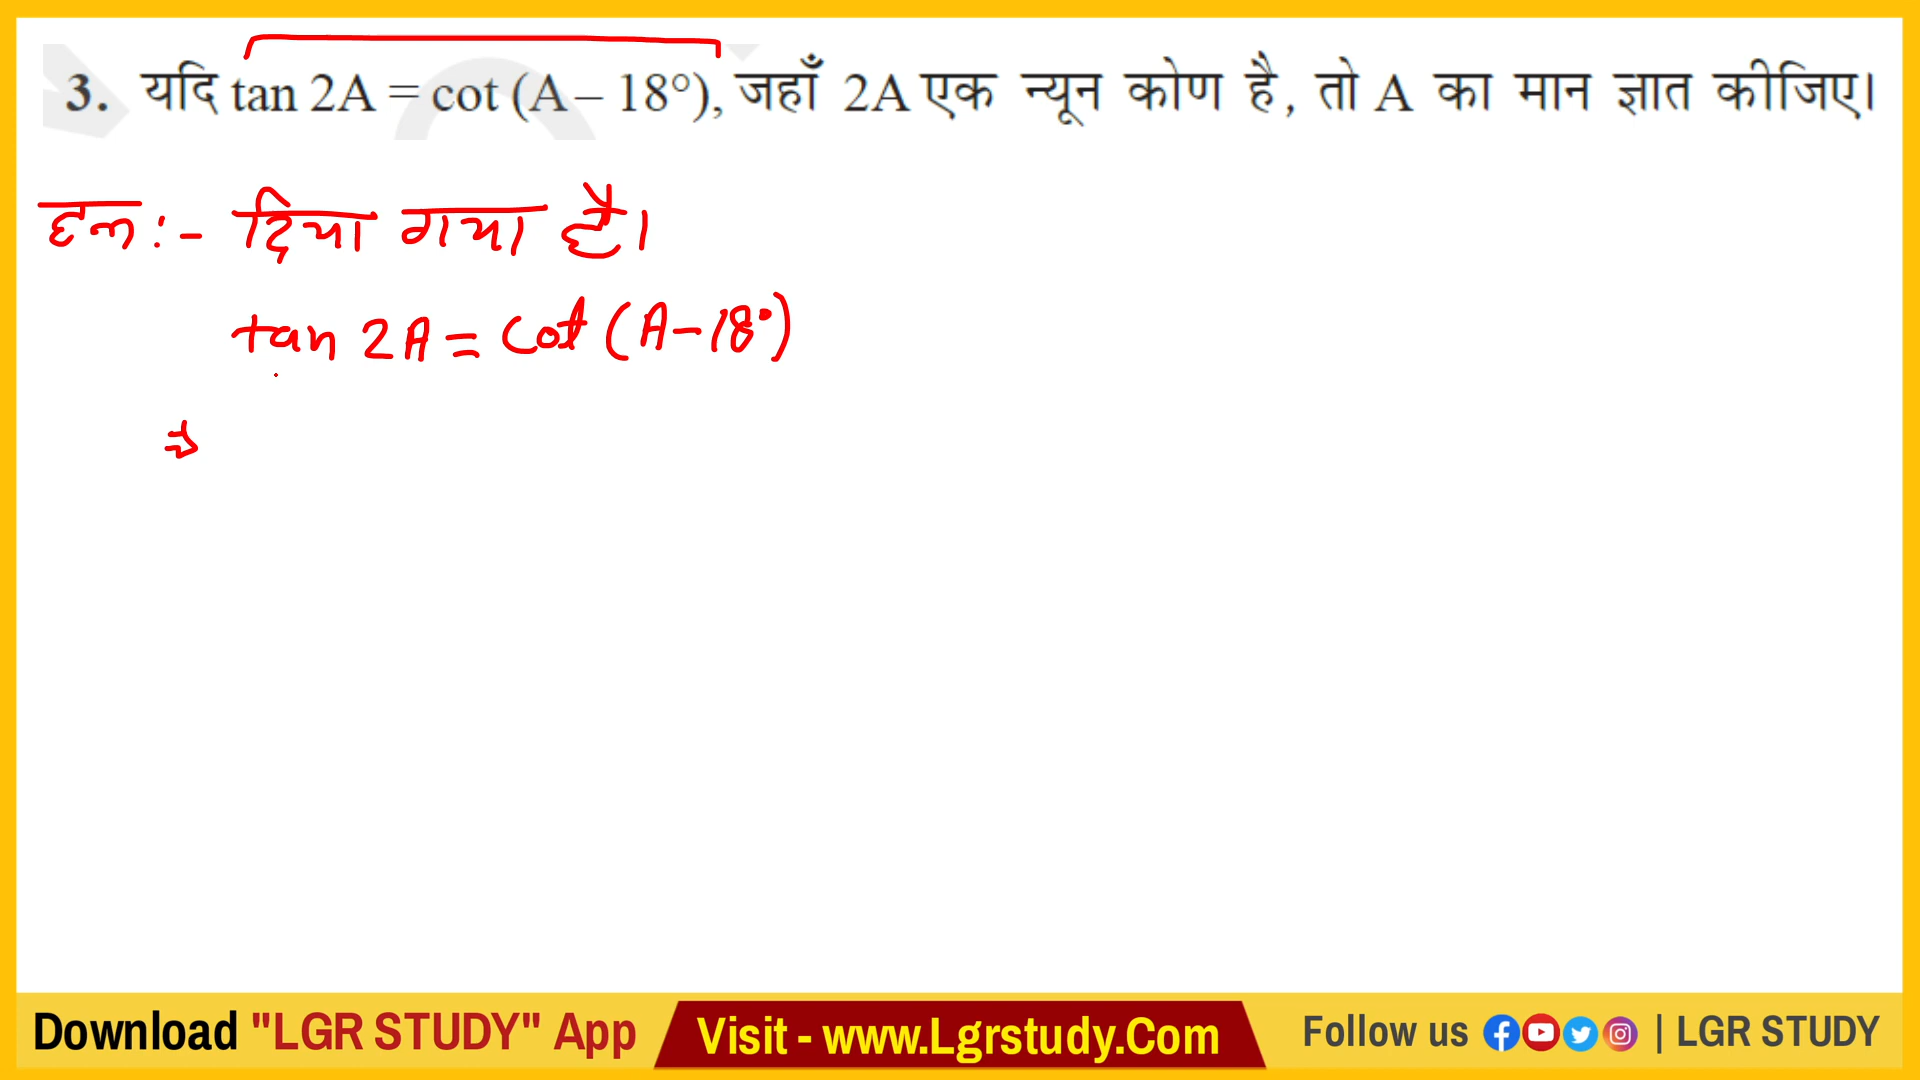 3. यदि tan 2A = cot (A – 18°), जहाँ 2A एक न्यून कोण है, तो A का मान ज्ञात कीजिए।
हल :- दिया गया है।
tan 2A = cot (A - 18°)
⇒
Download "LGR STUDY" App Visit - www.Lgrstudy.Com Follow us | LGR STUDY